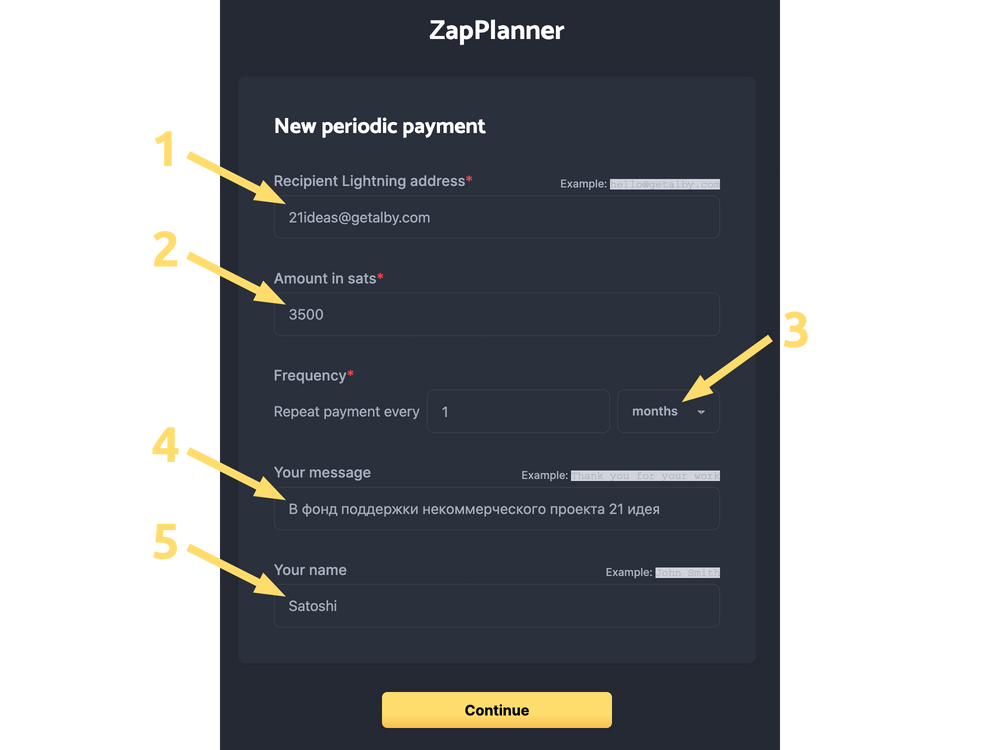 ZapPlanner
New periodic payment
1
Recipient Lightning address*
Example: hello@getalby.com
21ideas@getalby.com
2
Amount in sats*
3500
3
Frequency*
Repeat payment every 1 months
4
Your message
Example: Thank you for your work
В фонд поддержки некоммерческого проекта 21 идея
5
Your name
Example: John Smith
Satoshi
Continue